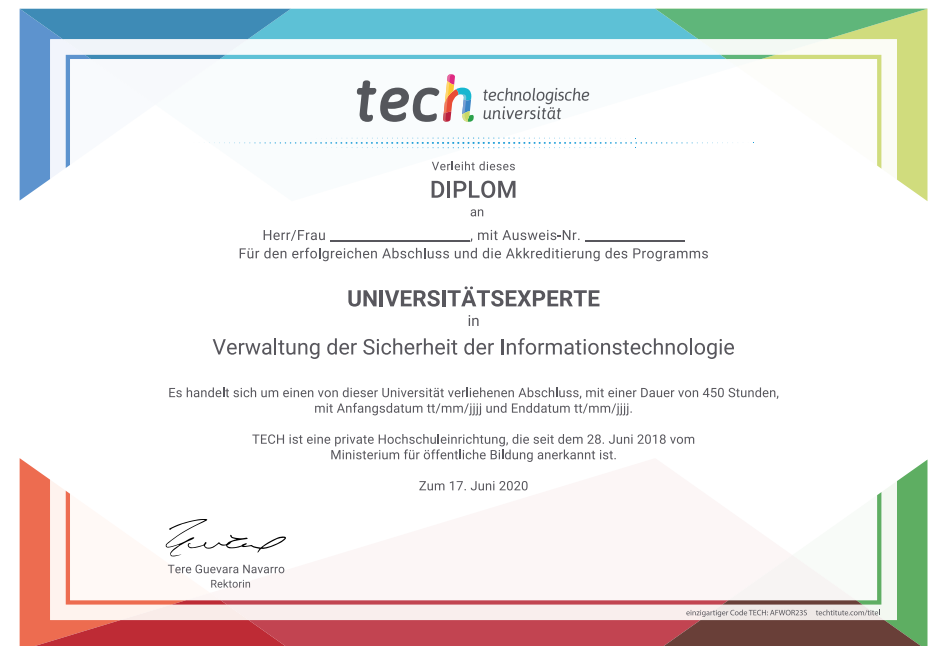 tech technologische
universität
Verleiht dieses
DIPLOM
an
Herr/Frau ____________________, mit Ausweis-Nr. ______________
Für den erfolgreichen Abschluss und die Akkreditierung des Programms
UNIVERSITÄTSEXPERTE
in
Verwaltung der Sicherheit der Informationstechnologie
Es handelt sich um einen von dieser Universität verliehenen Abschluss, mit einer Dauer von 450 Stunden,
mit Anfangsdatum tt/mm/jjjj und Enddatum tt/mm/jjjj.
TECH ist eine private Hochschuleinrichtung, die seit dem 28. Juni 2018 vom
Ministerium für öffentliche Bildung anerkannt ist.
Zum 17. Juni 2020
Tere Guevara Navarro
Rektorin
einzigartiger Code TECH: AFWOR23S techtitute.com/titel